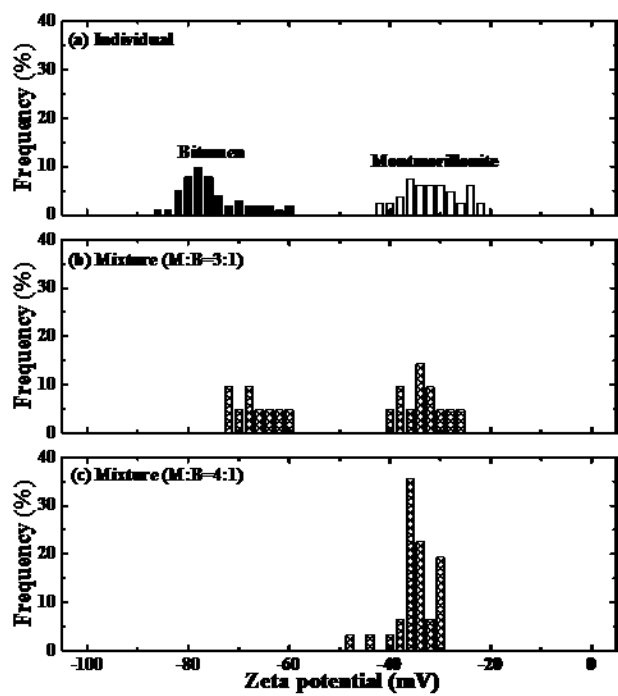 40
(a) Individual
30
Frequency (%)
20
Bitumen
Montmorillonite
10
0
40
(b) Mixture (M:B=3:1)
30
Frequency (%)
20
10
0
40
(c) Mixture (M:B=4:1)
30
Frequency (%)
20
10
0
-100 -80 -60 -40 -20 0
Zeta potential (mV)